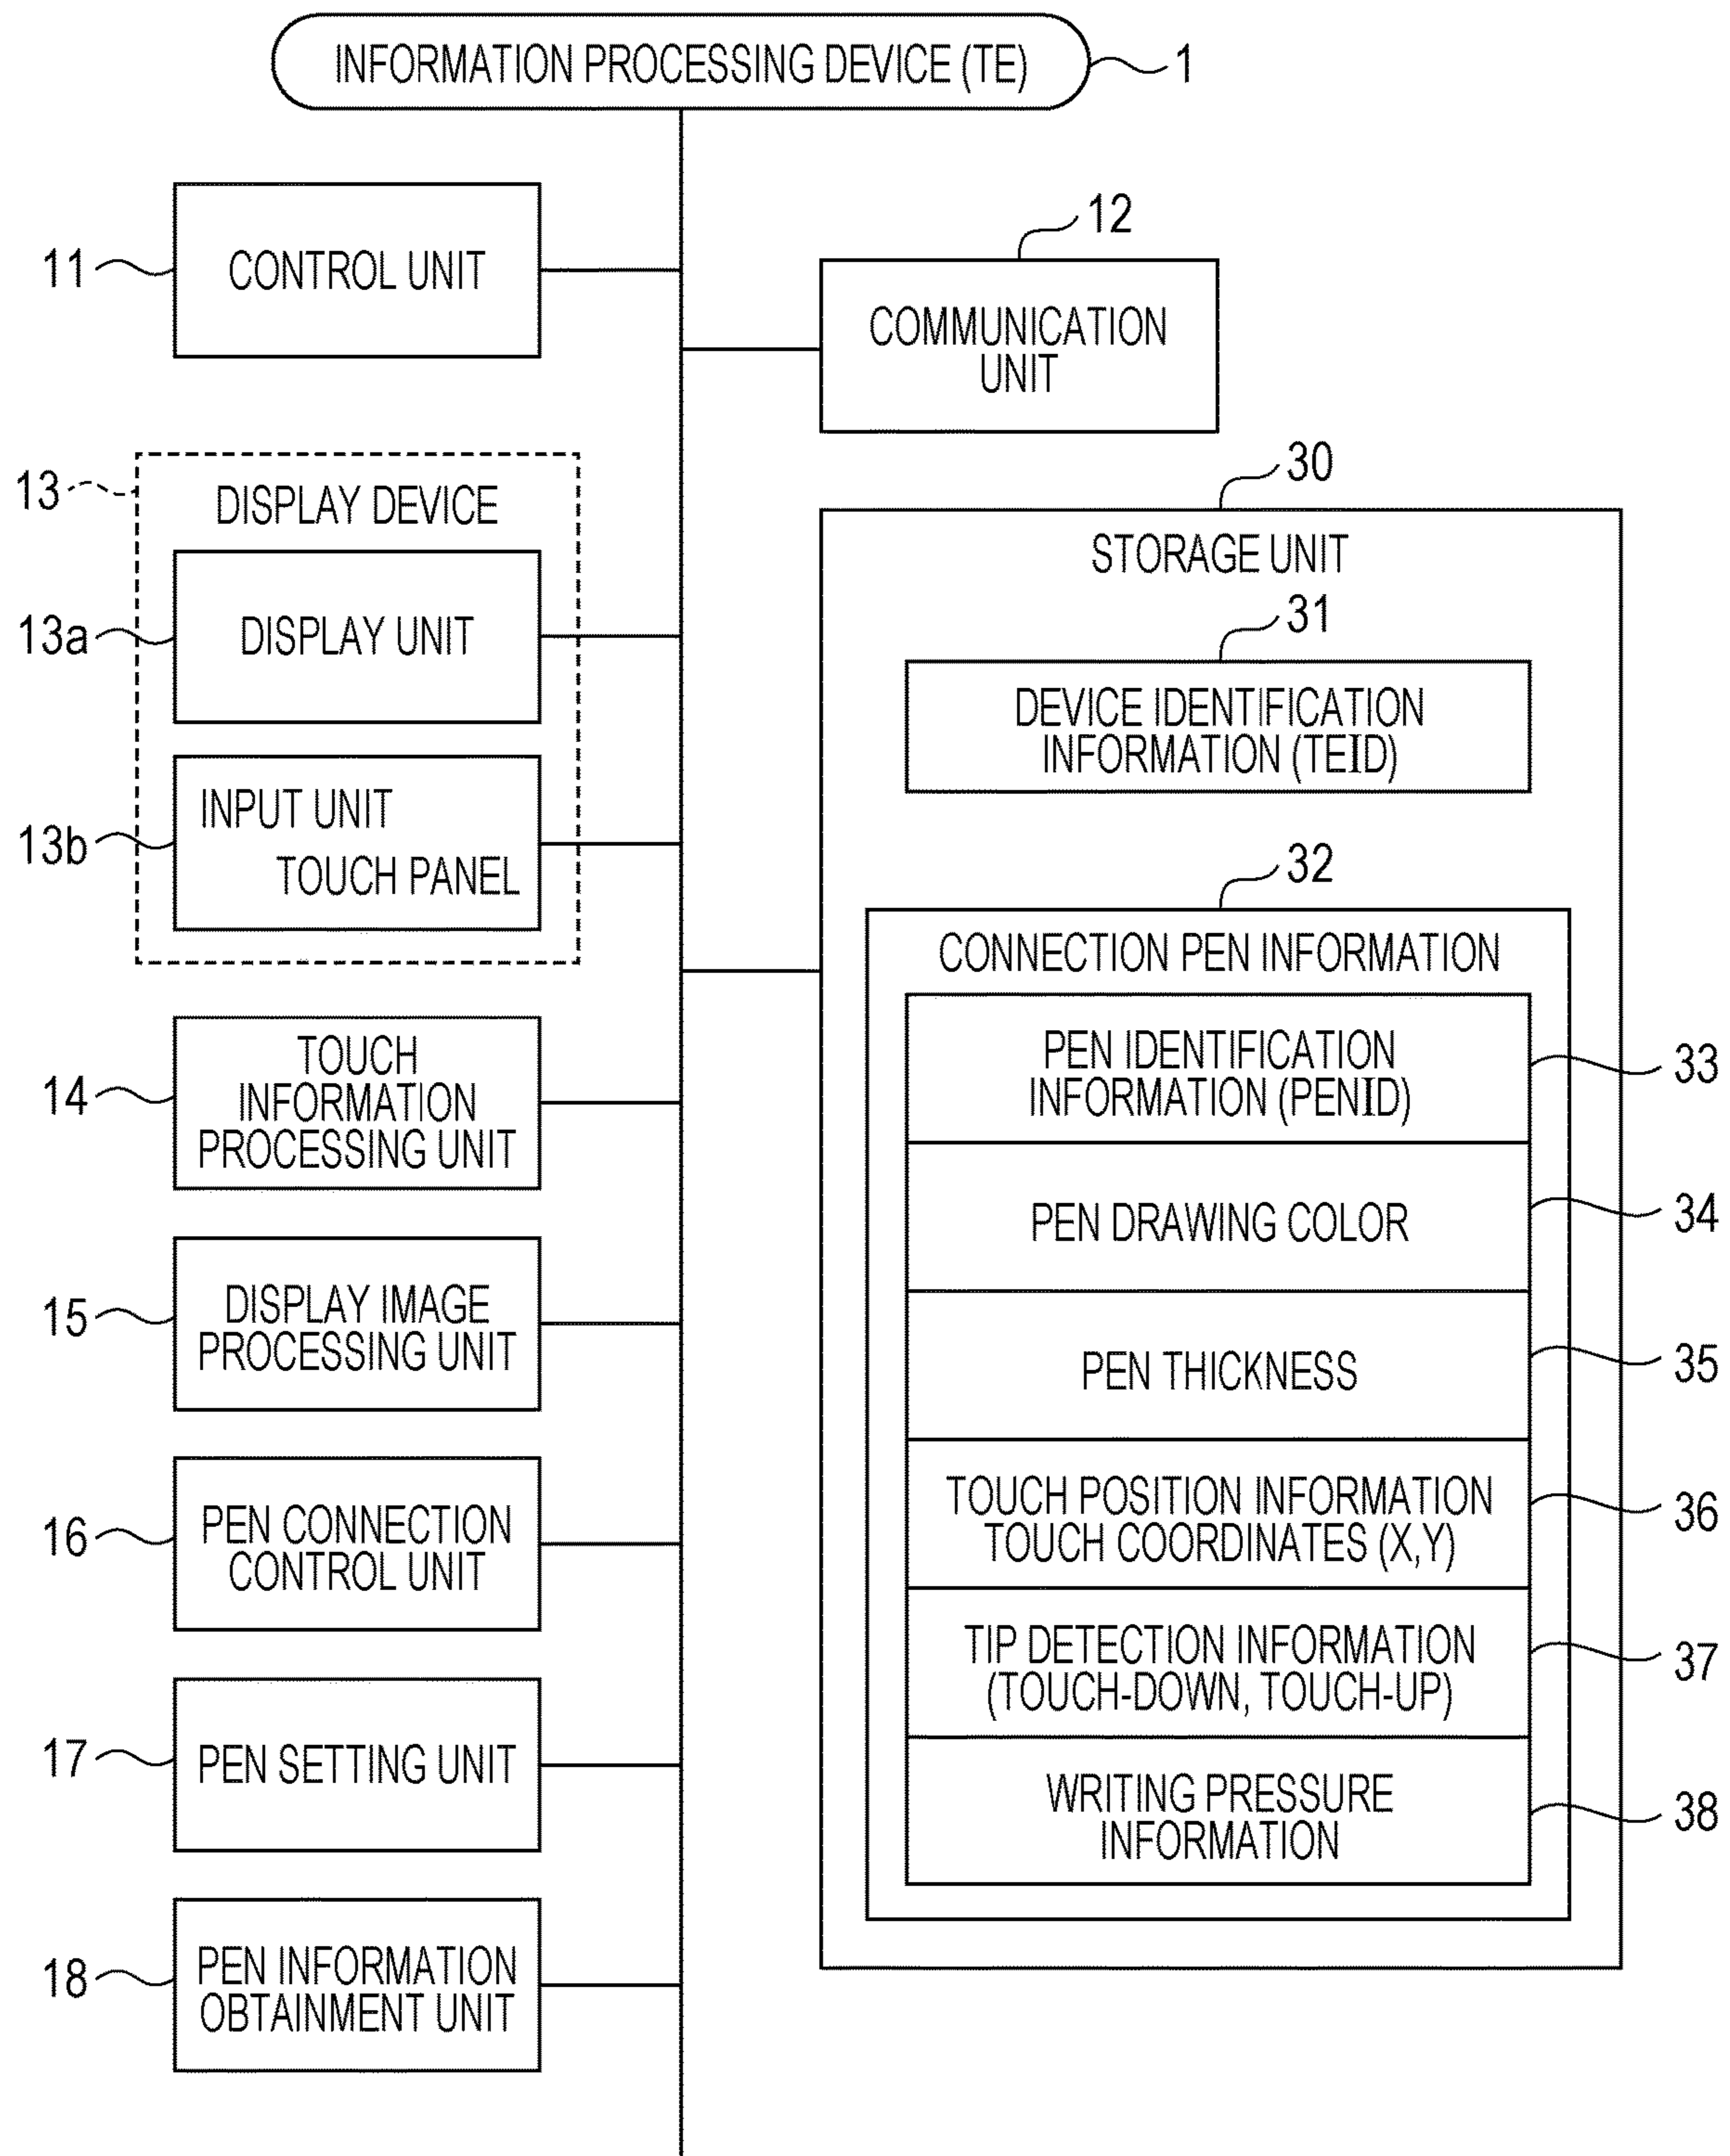 INFORMATION PROCESSING DEVICE (TE)
1
11
CONTROL UNIT
12
COMMUNICATION
UNIT
13
DISPLAY DEVICE
13a
DISPLAY UNIT
13b
INPUT UNIT
TOUCH PANEL
14
TOUCH
INFORMATION
PROCESSING UNIT
15
DISPLAY IMAGE
PROCESSING UNIT
16
PEN CONNECTION
CONTROL UNIT
17
PEN SETTING UNIT
18
PEN INFORMATION
OBTAINMENT UNIT
30
STORAGE UNIT
31
DEVICE IDENTIFICATION
INFORMATION (TEID)
32
CONNECTION PEN INFORMATION
PEN IDENTIFICATION
INFORMATION (PENID)
33
PEN DRAWING COLOR
34
PEN THICKNESS
35
TOUCH POSITION INFORMATION
TOUCH COORDINATES (X,Y)
36
TIP DETECTION INFORMATION
(TOUCH-DOWN, TOUCH-UP)
37
WRITING PRESSURE
INFORMATION
38